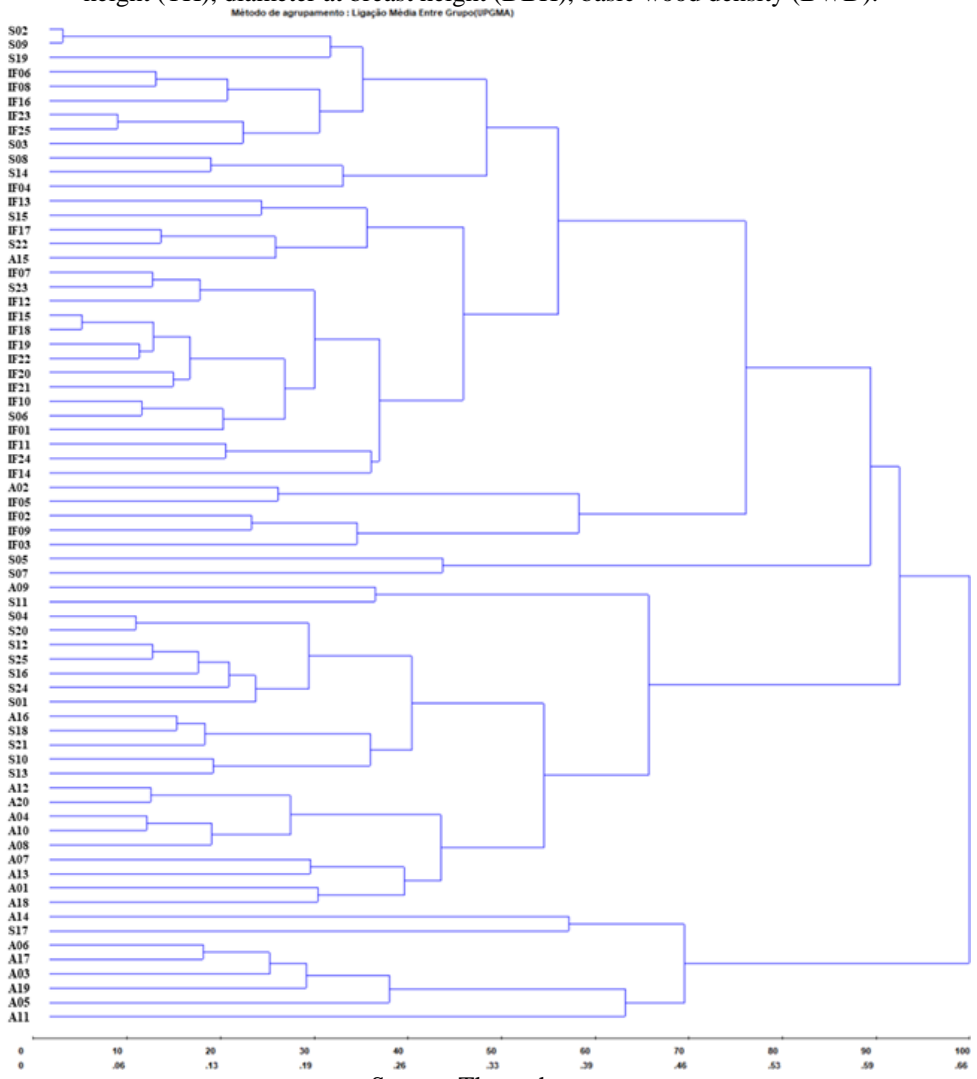 height (TH), diameter at breast height (DBH), basic wood density (BWD).
Método de agrupamento : Ligação Média Entre Grupo(UPGMA)
S02
S09
S19
IF06
IF08
IF16
IF23
IF25
S03
S08
S14
IF04
IF13
S15
IF17
S22
A15
IF07
S23
IF12
IF15
IF18
IF19
IF22
IF20
IF21
IF10
S06
IF01
IF11
IF24
IF14
A02
IF05
IF02
IF09
IF03
S05
S07
A09
S11
S04
S20
S12
S25
S16
S24
S01
A16
S18
S21
S10
S13
A12
A20
A04
A10
A08
A07
A13
A01
A18
A14
S17
A06
A17
A03
A19
A05
A11
0 10 20 30 40 50 60 70 80 90 100
0 .06 .13 .19 .26 .33 .39 .46 .53 .59 .66